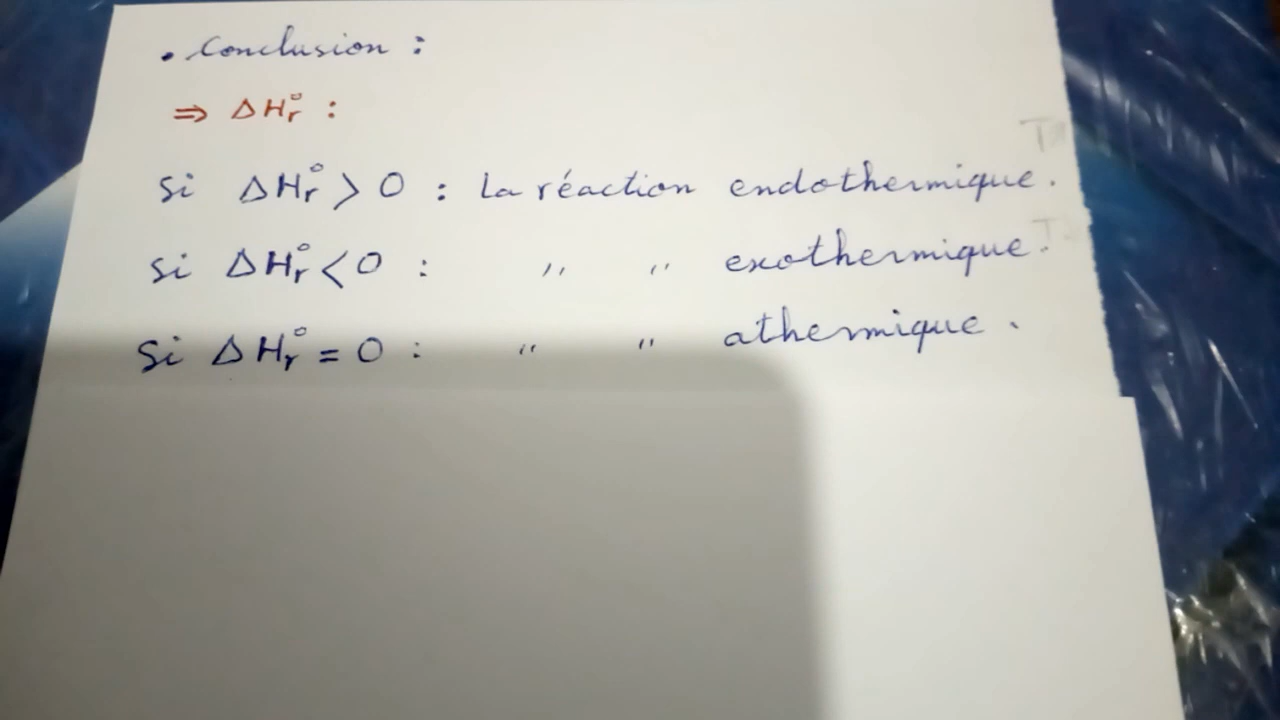 . Conclusion :
⇒ ΔH°r :
Si ΔH°r > 0 : La réaction endothermique.
Si ΔH°r < 0 : " " exothermique.
Si ΔH°r = 0 : " " athermique.